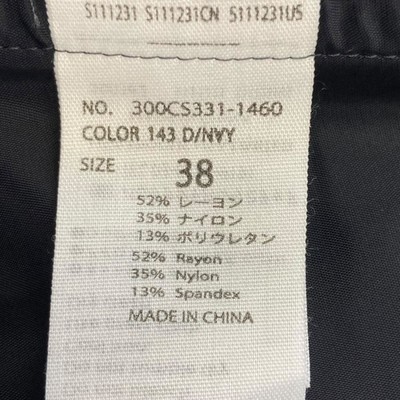 S111231 S111231CN S111231US
NO. 300CS331-1460
COLOR 143 D/NVY
SIZE 38
52% レーヨン
35% ナイロン
13% ポリウレタン
52% Rayon
35% Nylon
13% Spandex
MADE IN CHINA